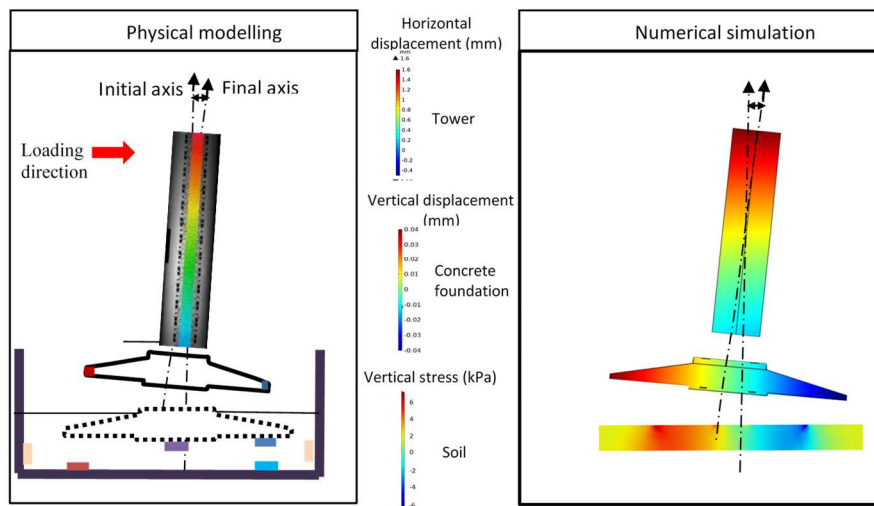 Physical modelling
Initial axis
Final axis
Loading
direction
Horizontal
displacement (mm)
mm
1.6
1.6
1.4
1.2
1
0.8
0.6
0.4
0.2
0
-0.2
-0.4
Tower
Vertical displacement
(mm)
0.04
0.04
0.02
0.01
0
-0.01
-0.02
-0.04
-0.04
Concrete
foundation
Vertical stress (kPa)
6
4
2
0
-2
-4
-6
Soil
Numerical simulation